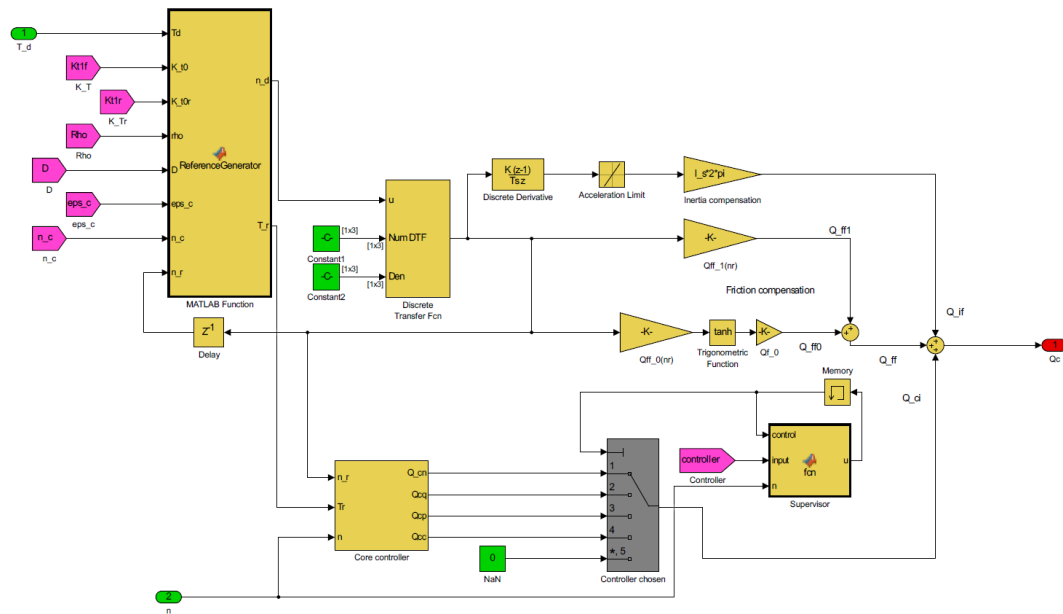 1
T_d
Kt1f
K_T
Kt1r
K_Tr
Rho
Rho
D
D
eps_c
eps_c
n_c
n_c
Td
K_t0
K_t0r
rho
D
eps_c
n_c
n_r
ReferenceGenerator
n_d
T_r
MATLAB Function
Z-1
Delay
-C-
Constant1
-C-
Constant2
[1x3]
[1x3]
[1x3]
[1x3]
u
Num DTF
Den
Discrete
Transfer Fcn
K (z-1)
Ts z
Discrete Derivative
Acceleration Limit
I_s*2*pi
Inertia compensation
-K-
Qff_1(nr)
Q_ff1
Friction compensation
-K-
Qff_0(nr)
tanh
Trigonometric
Function
-K-
Qf_0
Q_ff0
Q_ff
Q_if
Q_ci
1
Qc
Memory
control
input
n
fcn
u
Supervisor
controller
Controller
n_r
Tr
n
Q_cn
Qcq
Qcp
Qcc
Core controller
0
NaN
1
2
3
4
*, 5
Controller chosen
2
n